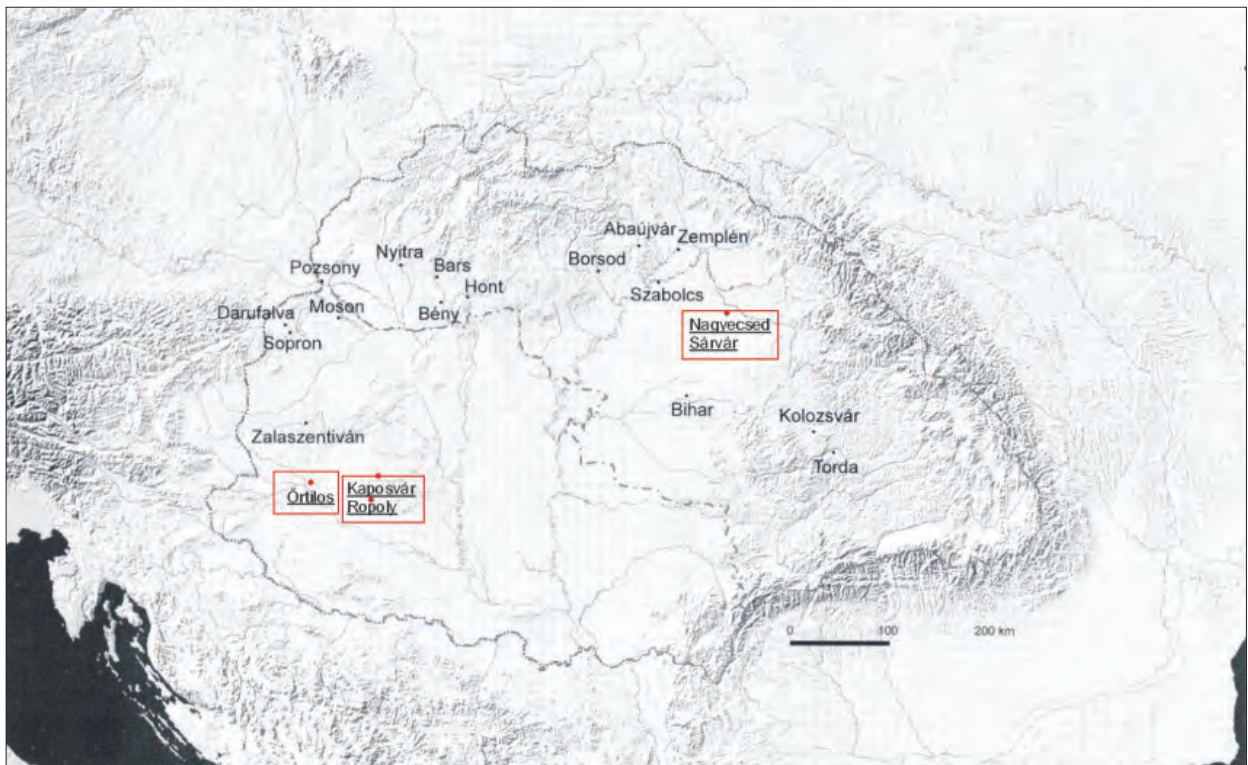 Abaújvár
Zemplén
Nyitra
Borsod
Pozsony
Bars
Hont
Szabolcs
Darufalva
Moson
Bény
Sopron
Nagyecsed
Sárvár
Bihar
Kolozsvár
Zalaszentiván
Torda
Őrtilos
Kaposvár
Ropoly
0 100 200 km